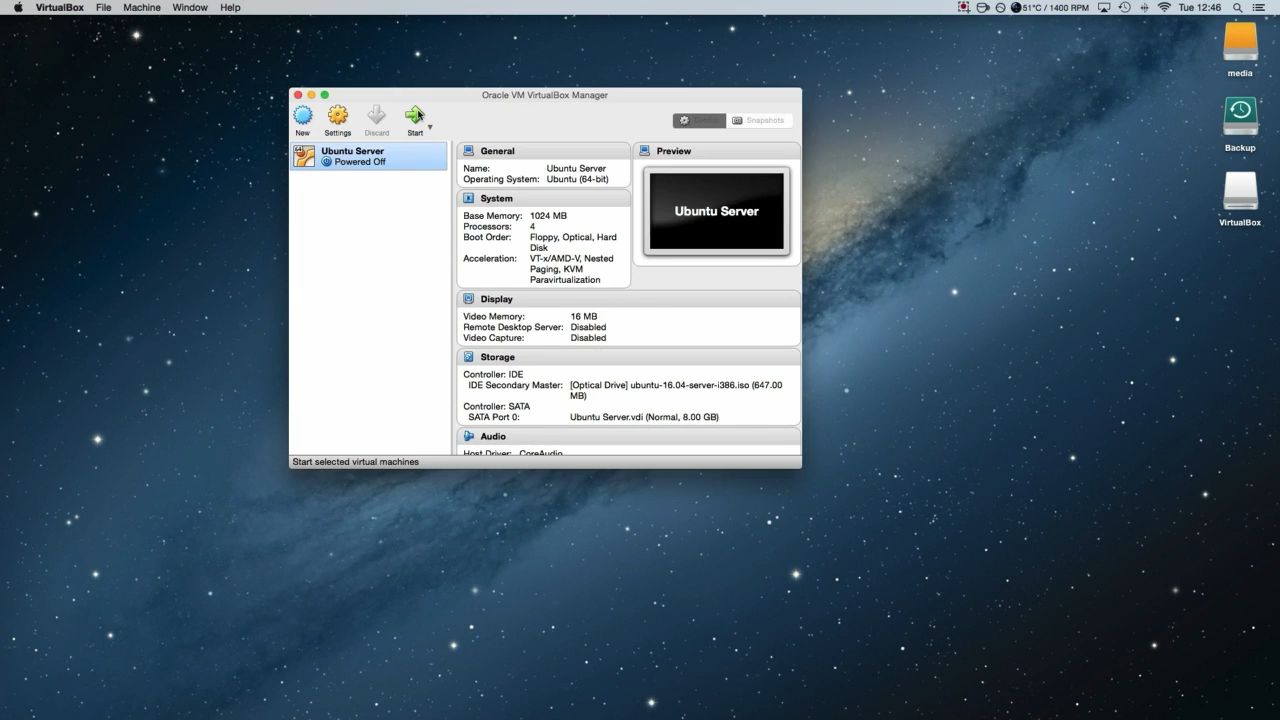 VirtualBox File Machine Window Help
51°C / 1400 RPM Tue 12:46
media
Backup
VirtualBox
Oracle VM VirtualBox Manager
New Settings Discard Start
Snapshots
64
Ubuntu Server
Powered Off
General
Name: Ubuntu Server
Operating System: Ubuntu (64-bit)
Preview
Ubuntu Server
System
Base Memory: 1024 MB
Processors: 4
Boot Order: Floppy, Optical, Hard
Disk
Acceleration: VT-x/AMD-V, Nested
Paging, KVM
Paravirtualization
Display
Video Memory: 16 MB
Remote Desktop Server: Disabled
Video Capture: Disabled
Storage
Controller: IDE
IDE Secondary Master: [Optical Drive] ubuntu-16.04-server-i386.iso (647.00
MB)
Controller: SATA
SATA Port 0: Ubuntu Server.vdi (Normal, 8.00 GB)
Audio
Host Driver: CoreAudio
Start selected virtual machines